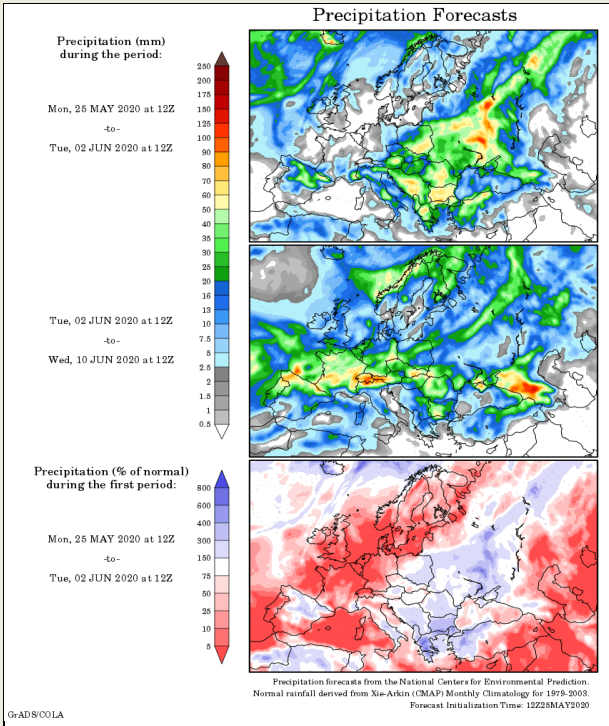 Precipitation Forecasts
Precipitation (mm)
during the period:
Mon, 25 MAY 2020 at 12Z
-to-
Tue, 02 JUN 2020 at 12Z
250
200
175
150
125
100
90
80
70
60
50
40
35
30
25
20
16
13
10
7.5
5
2.5
2
1.5
1
0.5
Tue, 02 JUN 2020 at 12Z
-to-
Wed, 10 JUN 2020 at 12Z
Precipitation (% of normal)
during the first period:
Mon, 25 MAY 2020 at 12Z
-to-
Tue, 02 JUN 2020 at 12Z
800
600
400
300
150
75
50
25
10
5
Precipitation forecasts from the National Centers for Environmental Prediction.
Normal rainfall derived from Xie-Arkin (CMAP) Monthly Climatology for 1979-2003.
Forecast Initialization Time: 12Z25MAY2020
GrADS/COLA